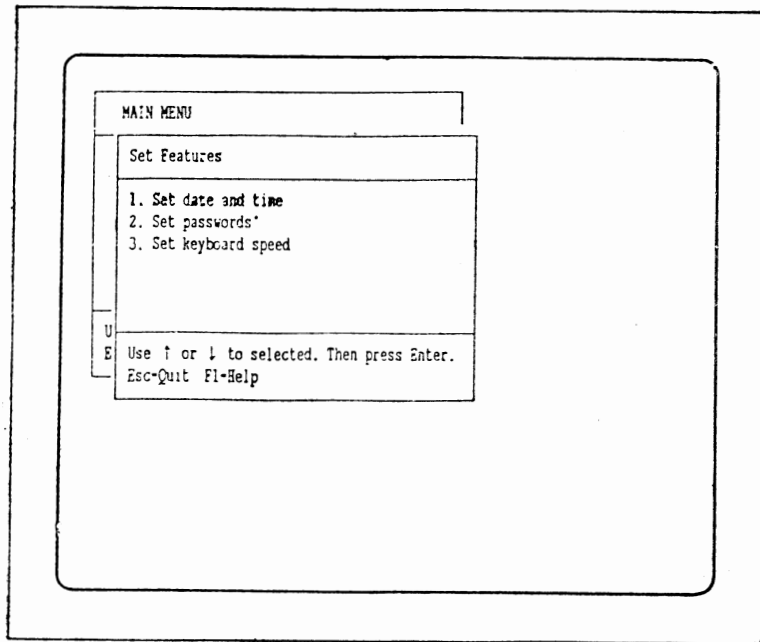 MAIN MENU
Set Features
1. Set date and time
2. Set passwords*
3. Set keyboard speed
U
E
Use ↑ or ↓ to selected. Then press Enter.
Esc-Quit F1-Help